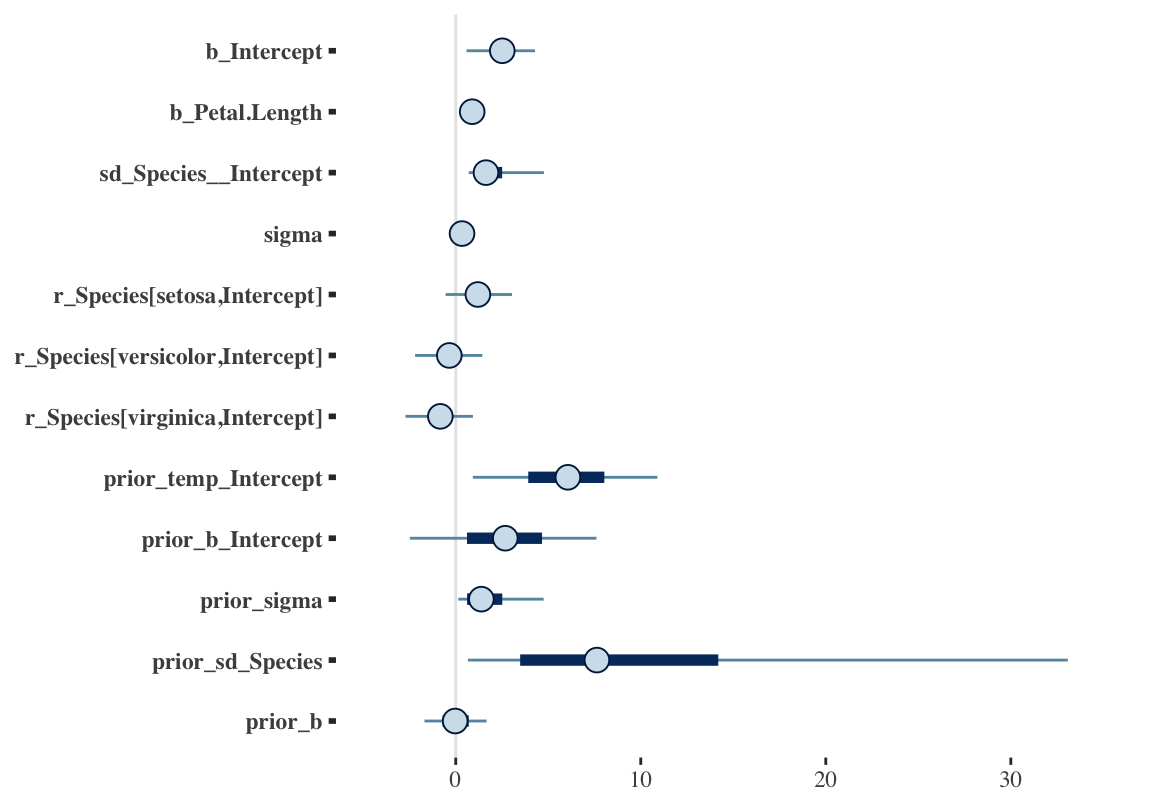 b_Intercept
b_Petal.Length
sd_Species__Intercept
sigma
r_Species[setosa,Intercept]
r_Species[versicolor,Intercept]
r_Species[virginica,Intercept]
prior_temp_Intercept
prior_b_Intercept
prior_sigma
prior_sd_Species
prior_b
0 10 20 30